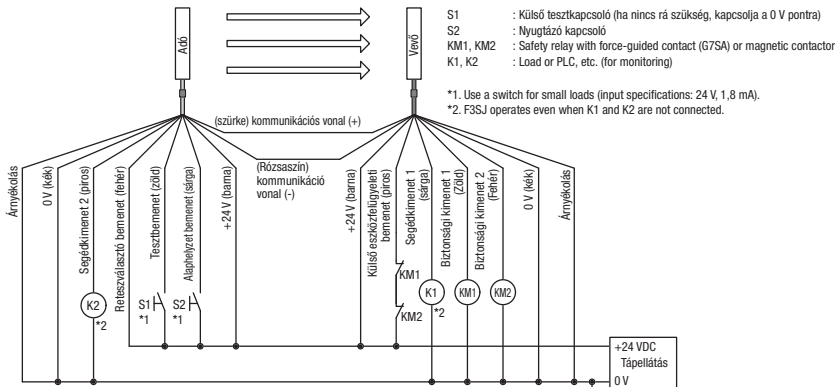 Adó
Vevő
S1 : Külső tesztkapcsoló (ha nincs rá szükség, kapcsolja a 0 V pontra)
S2 : Nyugtázó kapcsoló
KM1, KM2 : Safety relay with force-guided contact (G7SA) or magnetic contactor
K1, K2 : Load or PLC, etc. (for monitoring)
*1. Use a switch for small loads (input specifications: 24 V, 1,8 mA).
*2. F3SJ operates even when K1 and K2 are not connected.
(szürke) kommunikációs vonal (+)
(Rózsaszín)
kommunikáció
vonal (-)
Árnyékolás
0 V (kék)
Segédkimenet 2 (piros)
Reteszválasztó bemenet (fehér)
Tesztbemenet (zöld)
Alaphelyzet bemenet (sárga)
+24 V (barna)
+24 V (barna)
Külső eszközfelügyeleti
bemenet (piros)
Segédkimenet 1
(sárga)
Biztonsági kimenet 1
(Zöld)
Biztonsági kimenet 2
(Fehér)
0 V (kék)
Árnyékolás
K2
*2
S1
*1
S2
*1
KM1
KM2
K1
*2
KM1
KM2
+24 VDC
Tápellátás
0 V